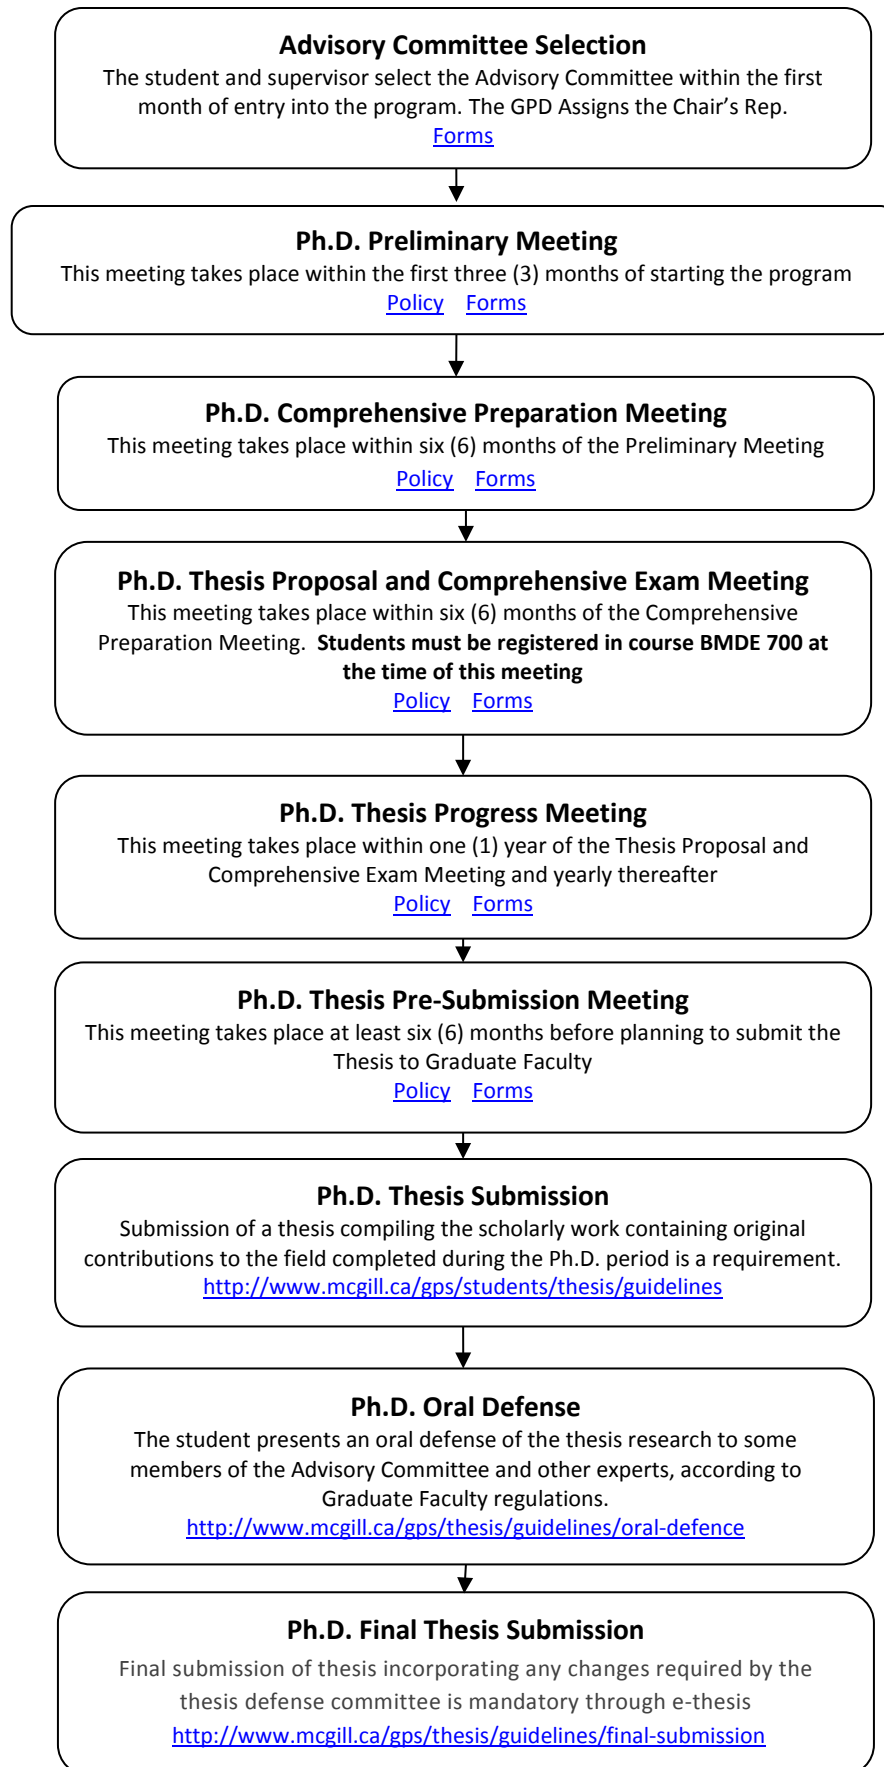 Advisory Committee Selection
The student and supervisor select the Advisory Committee within the first
month of entry into the program. The GPD Assigns the Chair’s Rep.
Forms
Ph.D. Preliminary Meeting
This meeting takes place within the first three (3) months of starting the program
Policy Forms
Ph.D. Comprehensive Preparation Meeting
This meeting takes place within six (6) months of the Preliminary Meeting
Policy Forms
Ph.D. Thesis Proposal and Comprehensive Exam Meeting
This meeting takes place within six (6) months of the Comprehensive
Preparation Meeting. Students must be registered in course BMDE 700 at
the time of this meeting
Policy Forms
Ph.D. Thesis Progress Meeting
This meeting takes place within one (1) year of the Thesis Proposal and
Comprehensive Exam Meeting and yearly thereafter
Policy Forms
Ph.D. Thesis Pre-Submission Meeting
This meeting takes place at least six (6) months before planning to submit the
Thesis to Graduate Faculty
Policy Forms
Ph.D. Thesis Submission
Submission of a thesis compiling the scholarly work containing original
contributions to the field completed during the Ph.D. period is a requirement.
http://www.mcgill.ca/gps/students/thesis/guidelines
Ph.D. Oral Defense
The student presents an oral defense of the thesis research to some
members of the Advisory Committee and other experts, according to
Graduate Faculty regulations.
http://www.mcgill.ca/gps/thesis/guidelines/oral-defence
Ph.D. Final Thesis Submission
Final submission of thesis incorporating any changes required by the
thesis defense committee is mandatory through e-thesis
http://www.mcgill.ca/gps/thesis/guidelines/final-submission